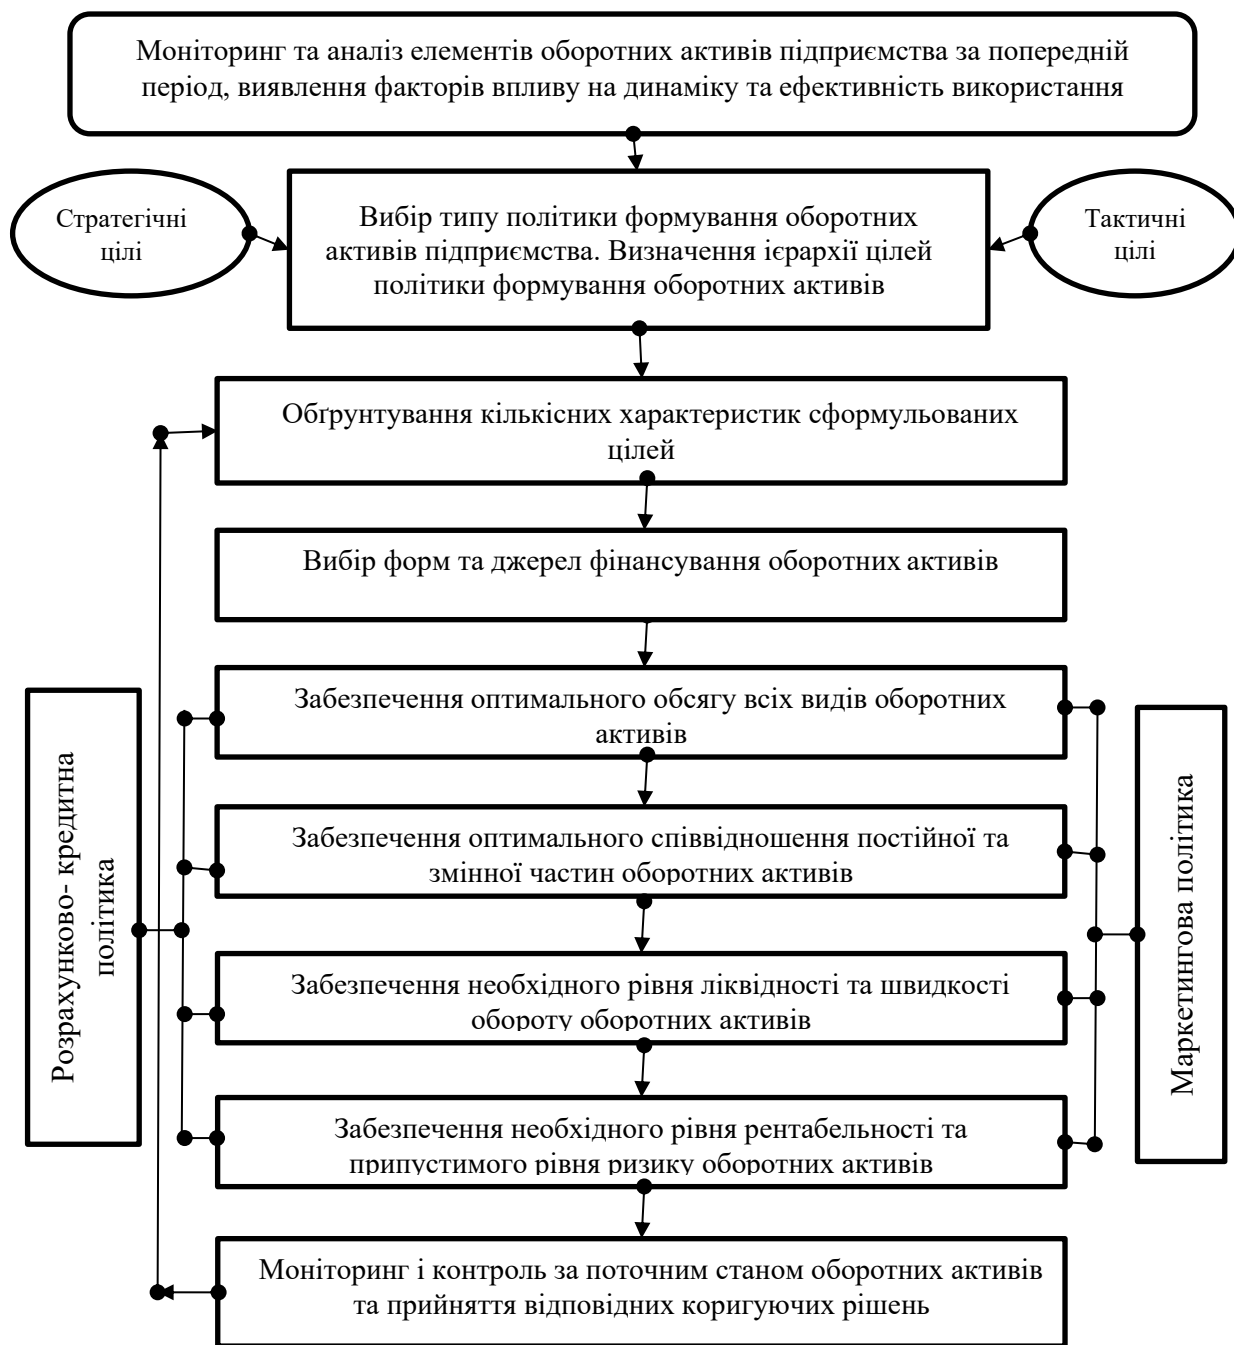 Моніторинг та аналіз елементів оборотних активів підприємства за попередній
період, виявлення факторів впливу на динаміку та ефективність використання
Стратегічні
цілі
Вибір типу політики формування оборотних
активів підприємства. Визначення ієрархії цілей
політики формування оборотних активів
Тактичні
цілі
Обґрунтування кількісних характеристик сформульованих
цілей
Вибір форм та джерел фінансування оборотних активів
Розрахунково- кредитна
політика
Забезпечення оптимального обсягу всіх видів оборотних
активів
Забезпечення оптимального співвідношення постійної та
змінної частин оборотних активів
Забезпечення необхідного рівня ліквідності та швидкості
обороту оборотних активів
Забезпечення необхідного рівня рентабельності та
припустимого рівня ризику оборотних активів
Маркетингова політика
Моніторинг і контроль за поточним станом оборотних активів
та прийняття відповідних коригуючих рішень